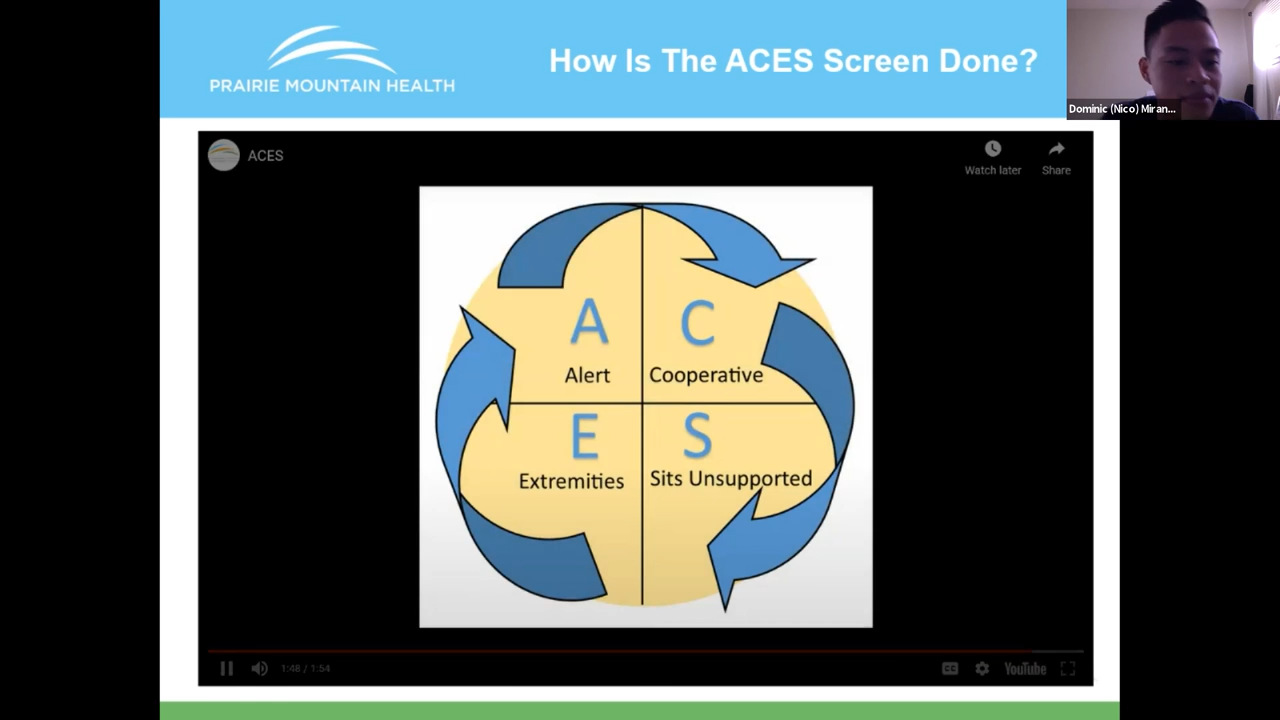 PRAIRIE MOUNTAIN HEALTH
How Is The ACES Screen Done?
Dominic (Nico) Miran...
ACES
Watch later
Share
A
Alert
C
Cooperative
E
Extremities
S
Sits Unsupported
1:48 / 1:54
CC
YouTube